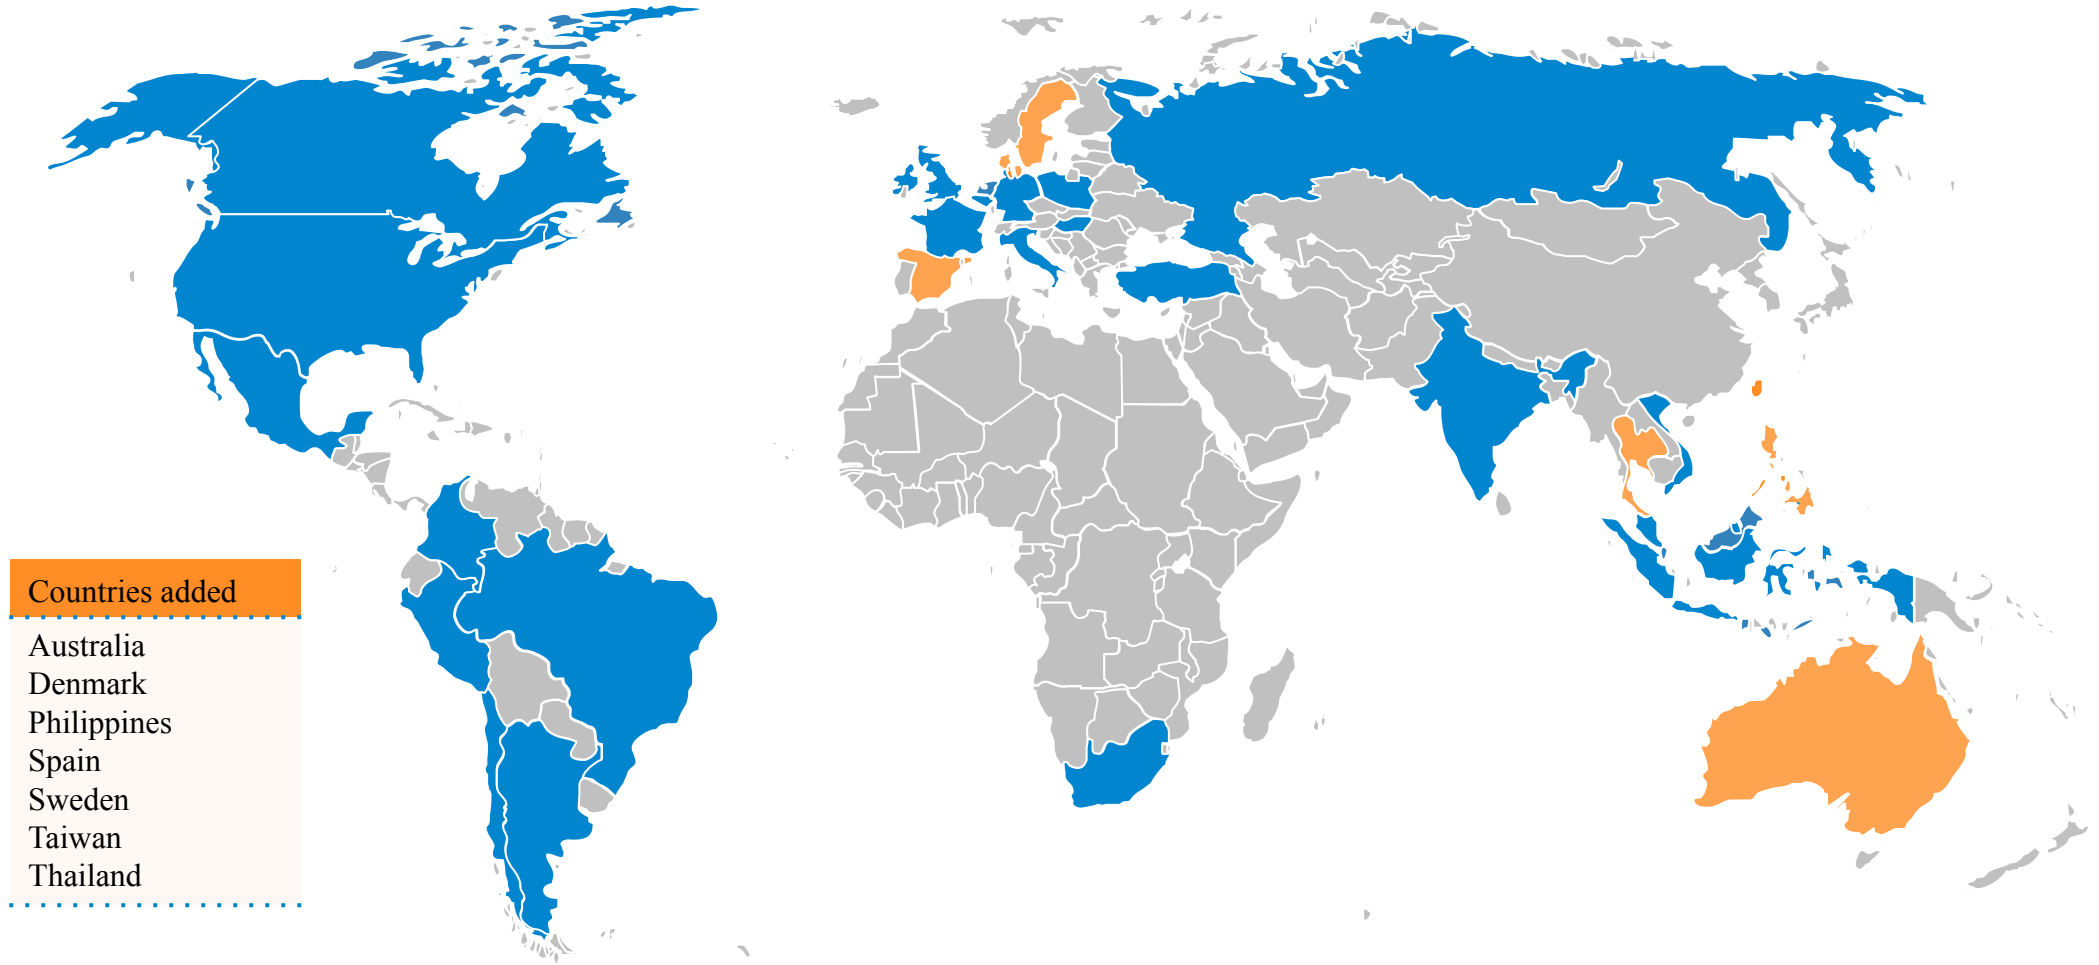 Countries added
Australia
Denmark
Philippines
Spain
Sweden
Taiwan
Thailand